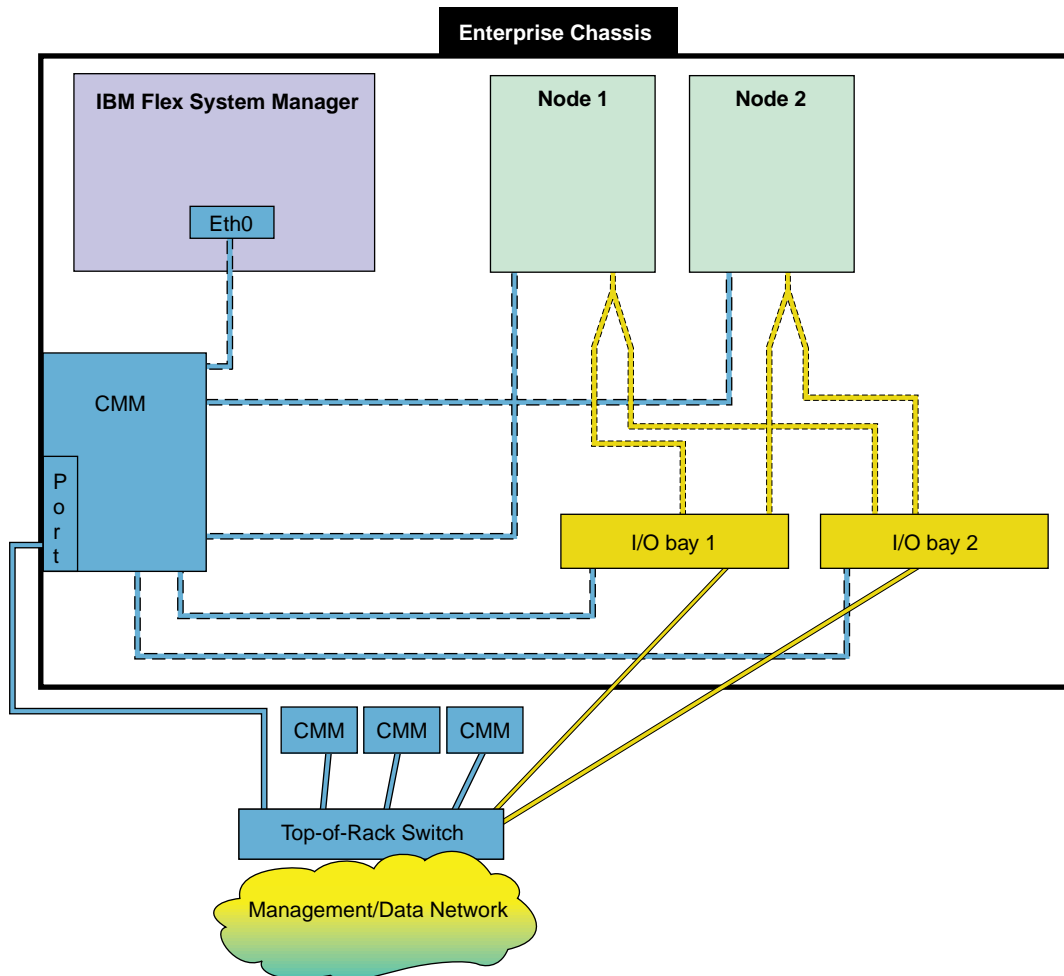 Enterprise Chassis
IBM Flex System Manager
Node 1
Node 2
Eth0
CMM
Port
I/O bay 1
I/O bay 2
CMM
CMM
CMM
Top-of-Rack Switch
Management/Data Network